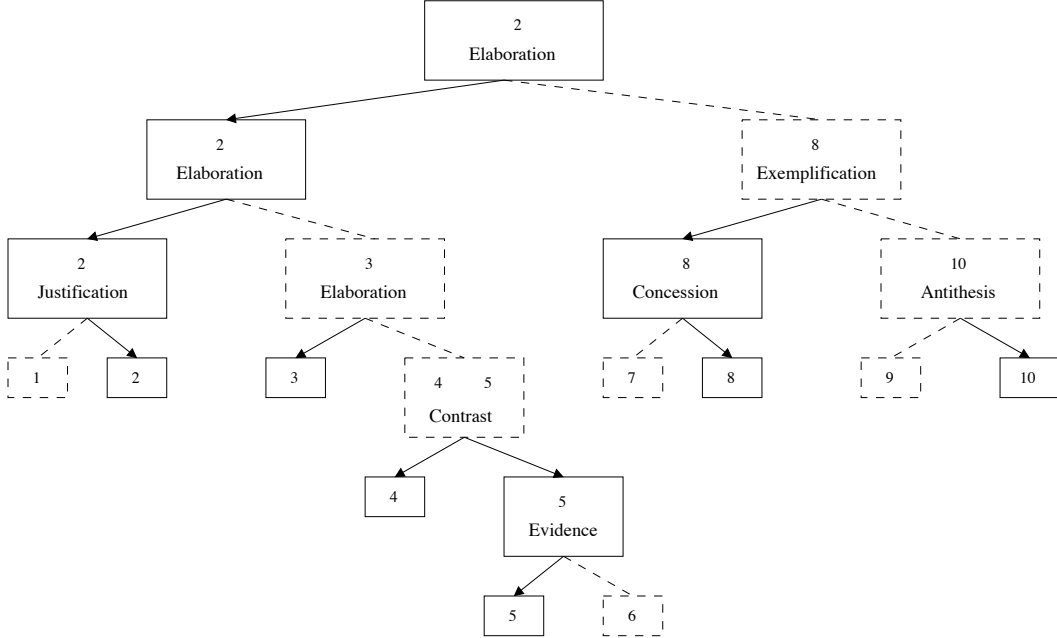 2
Elaboration
2
Elaboration
8
Exemplification
2
Justification
3
Elaboration
8
Concession
10
Antithesis
1
2
3
4 5
Contrast
7
8
9
10
4
5
Evidence
5
6